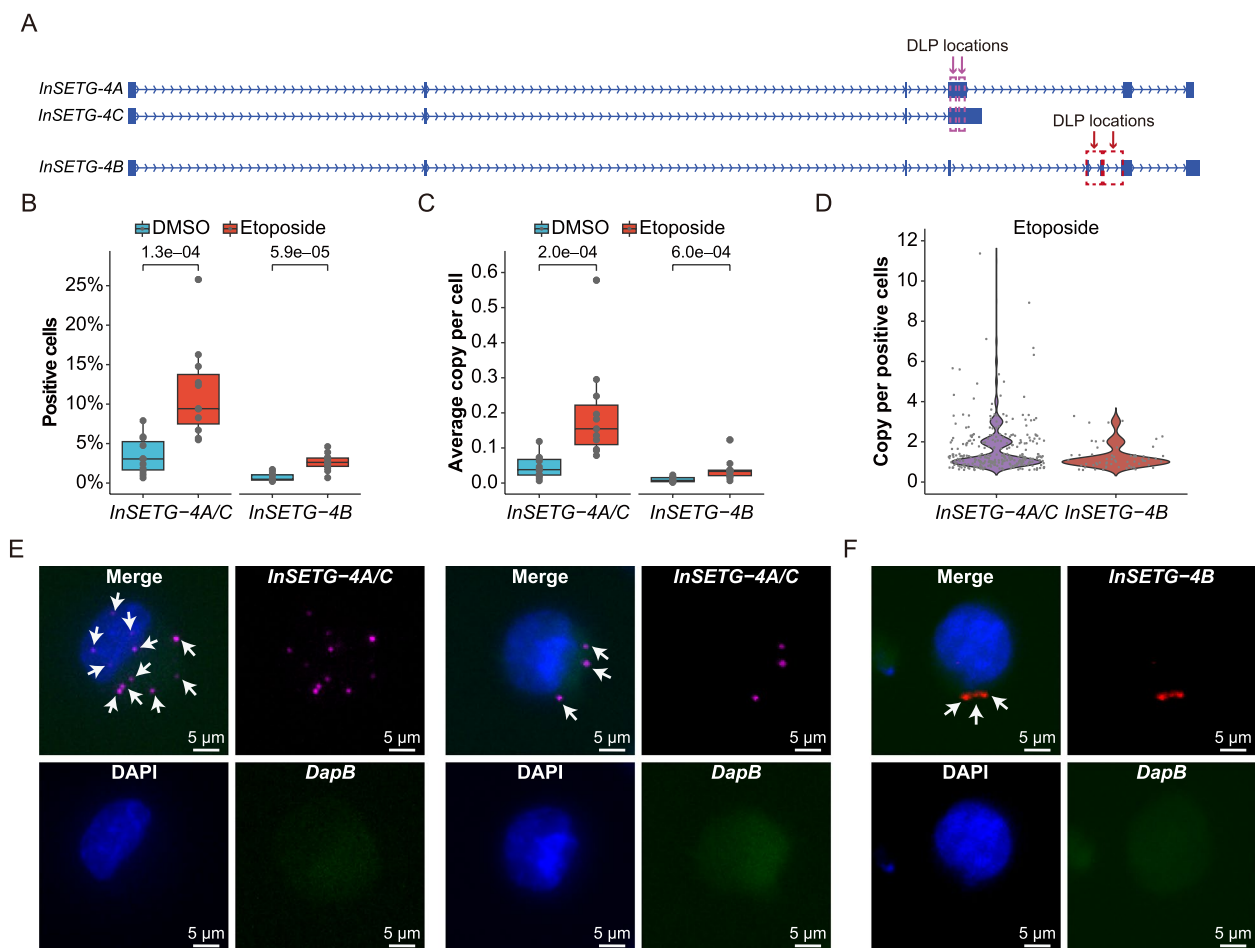 A
DLP locations
InSETG-4A
InSETG-4C
DLP locations
InSETG-4B
B
DMSO Etoposide
1.3e–04 5.9e–05
Positive cells
25%
20%
15%
10%
5%
0%
InSETG–4A/C InSETG–4B
C
DMSO Etoposide
2.0e–04 6.0e–04
Average copy per cell
0.6
0.5
0.4
0.3
0.2
0.1
0.0
InSETG–4A/C InSETG–4B
D
Etoposide
Copy per positive cells
12
10
8
6
4
2
0
InSETG–4A/C InSETG–4B
E
Merge InSETG–4A/C Merge InSETG–4A/C
5 µm 5 µm 5 µm 5 µm
DAPI DapB DAPI DapB
5 µm 5 µm 5 µm 5 µm
F
Merge InSETG–4B
5 µm 5 µm
DAPI DapB
5 µm 5 µm